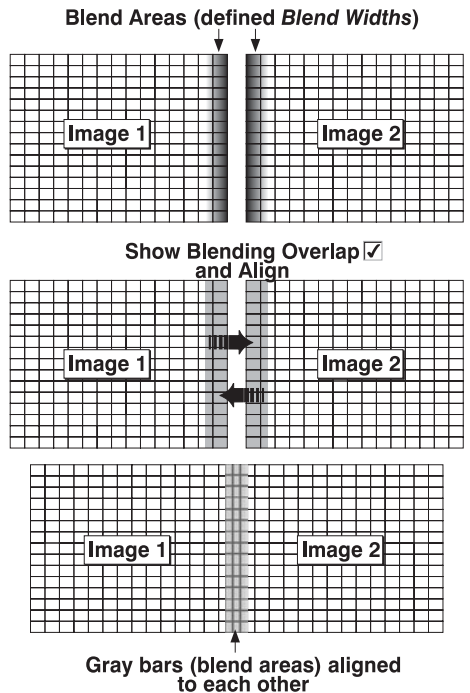 Blend Areas (defined Blend Widths)
Image 1
Image 2
Show Blending Overlap ☑
and Align
Image 1
Image 2
Image 1
Image 2
Gray bars (blend areas) aligned
to each other